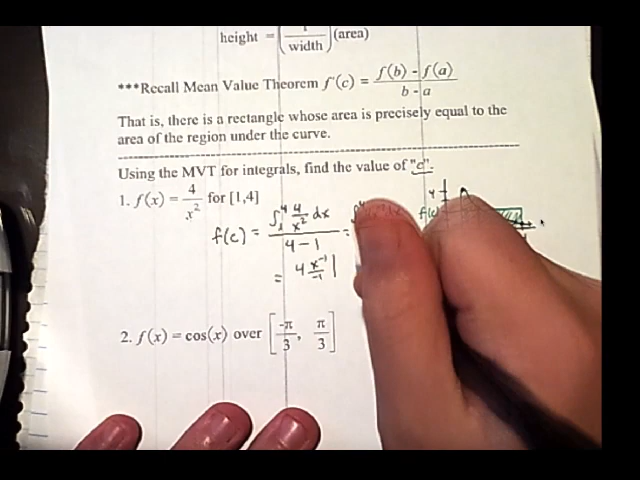 height = ( 1 / width ) (area)
***Recall Mean Value Theorem f'(c) = f(b) - f(a) / b - a
That is, there is a rectangle whose area is precisely equal to the
area of the region under the curve.
Using the MVT for integrals, find the value of "c".
1. f(x) = 4 / x² for [1,4]
f(c) = ∫₁⁴ 4/x² dx / 4 - 1 =
= 4 x⁻¹/-1 |
4
f(c)
2. f(x) = cos(x) over [ -π/3 , π/3 ]